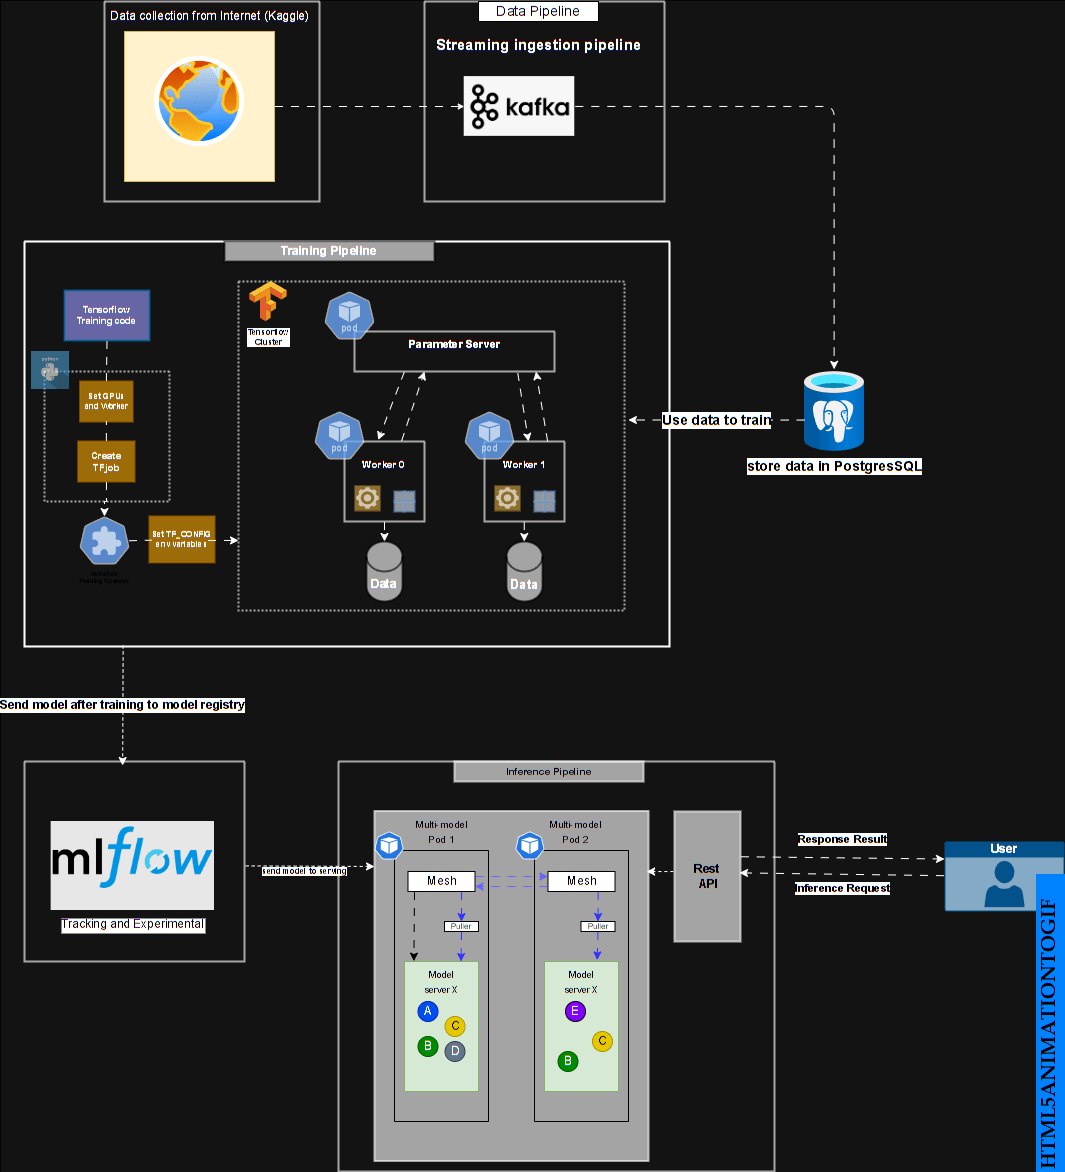 Data collection from Internet (Kaggle)
Data Pipeline
Streaming ingestion pipeline
kafka
Training Pipeline
Tensorflow
Training code
python
Set GPUs
and Worker
Create
TFjob
Set TF_CONFIG
env variables
Training Operator
Tensorflow
Cluster
pod
Parameter Server
pod
Worker 0
Data
pod
Worker 1
Data
Use data to train
store data in PostgresSQL
Send model after training to model registry
mlflow
Tracking and Experimental
send model to serving
Inference Pipeline
Multi-model
Pod 1
Mesh
Puller
Model
server X
A
C
B
D
Multi-model
Pod 2
Mesh
Puller
Model
server X
E
C
B
Rest
API
Response Result
Inference Request
User
HTML5ANIMATIONTOGIF